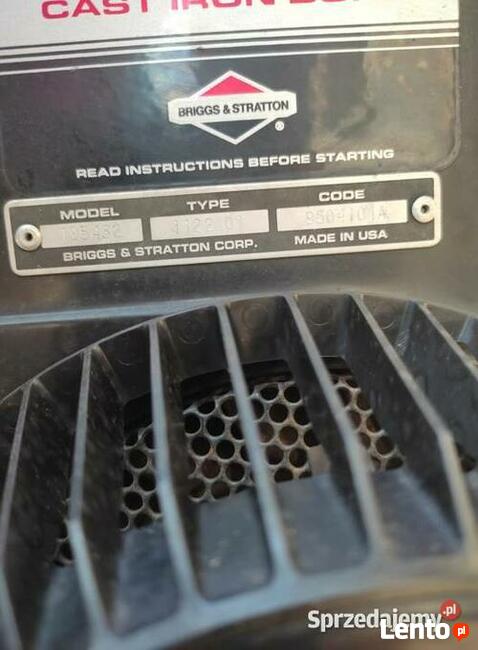 CAST IRON
BRIGGS & STRATTON
®
READ INSTRUCTIONS BEFORE STARTING
MODEL TYPE CODE
BRIGGS & STRATTON CORP. MADE IN USA
Sprzedajemy.pl
Lento.pl